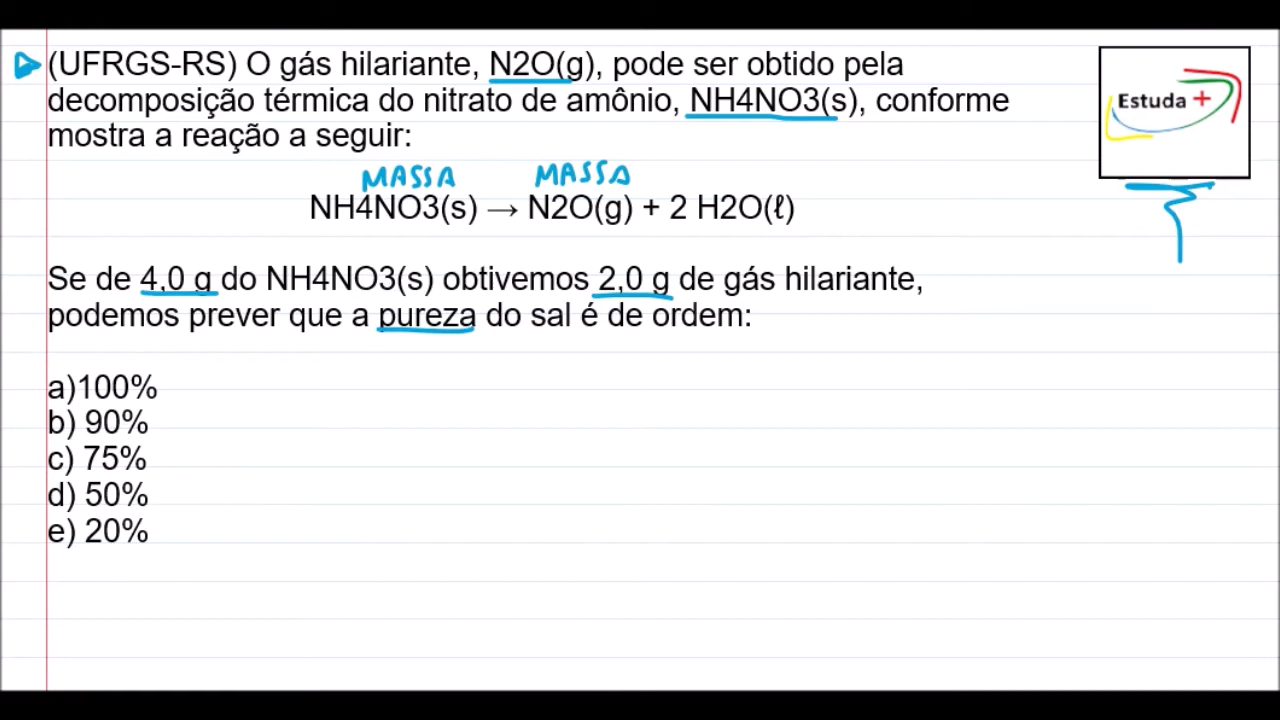 (UFRGS-RS) O gás hilariante, N2O(g), pode ser obtido pela
decomposição térmica do nitrato de amônio, NH4NO3(s), conforme
mostra a reação a seguir:
Estuda +
MASSA MASSA
NH4NO3(s) → N2O(g) + 2 H2O(ℓ)
Se de 4,0 g do NH4NO3(s) obtivemos 2,0 g de gás hilariante,
podemos prever que a pureza do sal é de ordem:
a)100%
b) 90%
c) 75%
d) 50%
e) 20%